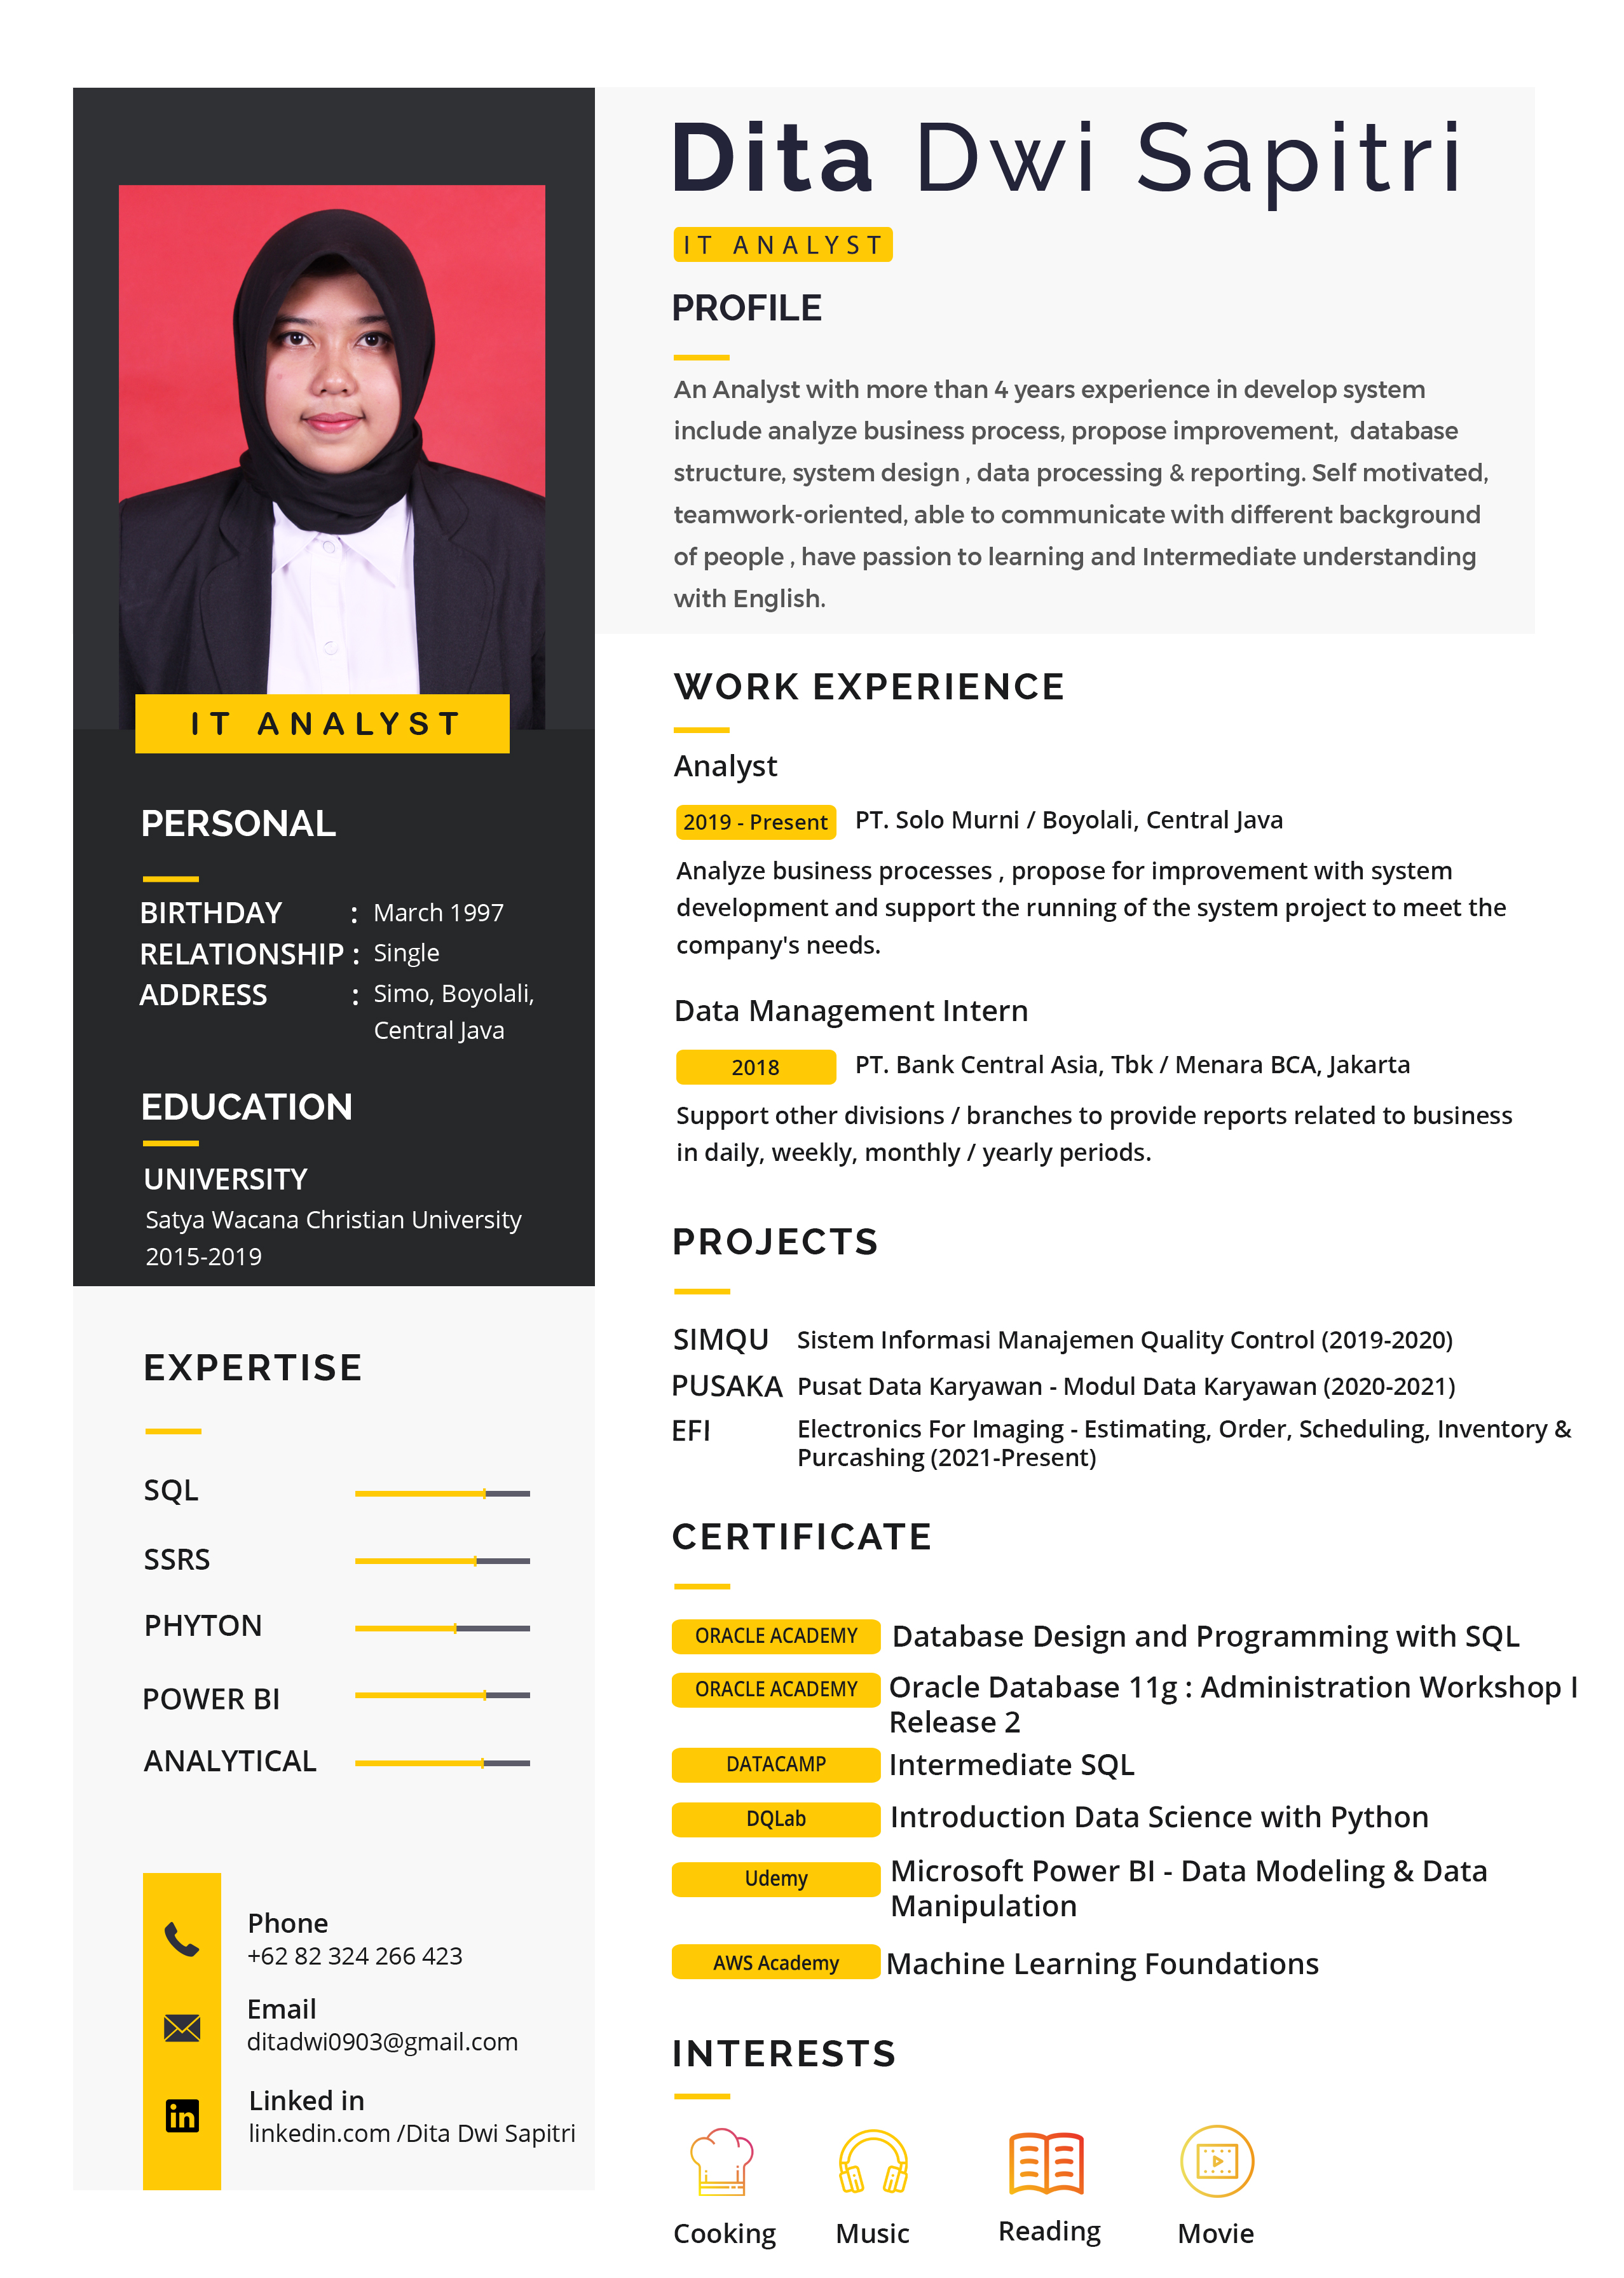 Dita Dwi Sapitri
IT ANALYST
PROFILE
An Analyst with more than 4 years experience in develop system
include analyze business process, propose improvement,  database
structure, system design , data processing & reporting. Self motivated,
teamwork-oriented, able to communicate with different background
of people , have passion to learning and Intermediate understanding
with English.
IT ANALYST
PERSONAL
BIRTHDAY : March 1997
RELATIONSHIP : Single
ADDRESS : Simo, Boyolali,
Central Java
EDUCATION
UNIVERSITY
Satya Wacana Christian University
2015-2019
EXPERTISE
SQL
SSRS
PHYTON
POWER BI
ANALYTICAL
Phone
+62 82 324 266 423
Email
ditadwi0903@gmail.com
Linked in
linkedin.com /Dita Dwi Sapitri
WORK EXPERIENCE
Analyst
2019 - Present PT. Solo Murni / Boyolali, Central Java
Analyze business processes , propose for improvement with system
development and support the running of the system project to meet the
company's needs.
Data Management Intern
2018 PT. Bank Central Asia, Tbk / Menara BCA, Jakarta
Support other divisions / branches to provide reports related to business
in daily, weekly, monthly / yearly periods.
PROJECTS
SIMQU Sistem Informasi Manajemen Quality Control (2019-2020)
PUSAKA Pusat Data Karyawan - Modul Data Karyawan (2020-2021)
EFI Electronics For Imaging - Estimating, Order, Scheduling, Inventory &
Purcashing (2021-Present)
CERTIFICATE
ORACLE ACADEMY Database Design and Programming with SQL
ORACLE ACADEMY Oracle Database 11g : Administration Workshop I
Release 2
DATACAMP Intermediate SQL
DQLab Introduction Data Science with Python
Udemy Microsoft Power BI - Data Modeling & Data
Manipulation
AWS Academy Machine Learning Foundations
INTERESTS
Cooking Music Reading Movie